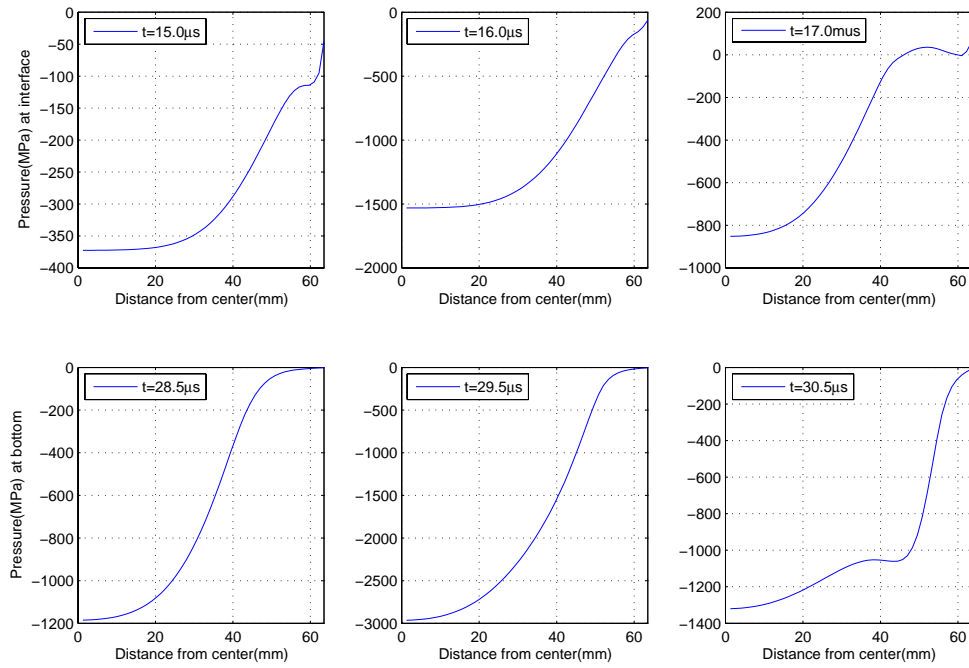 Pressure(MPa) at interface
0
−50
−100
−150
−200
−250
−300
−350
−400
t=15.0μs
0 20 40 60
Distance from center(mm)
0
−500
−1000
−1500
−2000
t=16.0μs
0 20 40 60
Distance from center(mm)
200
0
−200
−400
−600
−800
−1000
t=17.0mus
0 20 40 60
Distance from center(mm)
Pressure(MPa) at bottom
0
−200
−400
−600
−800
−1000
−1200
t=28.5μs
0 20 40 60
Distance from center(mm)
0
−500
−1000
−1500
−2000
−2500
−3000
t=29.5μs
0 20 40 60
Distance from center(mm)
0
−200
−400
−600
−800
−1000
−1200
−1400
t=30.5μs
0 20 40 60
Distance from center(mm)